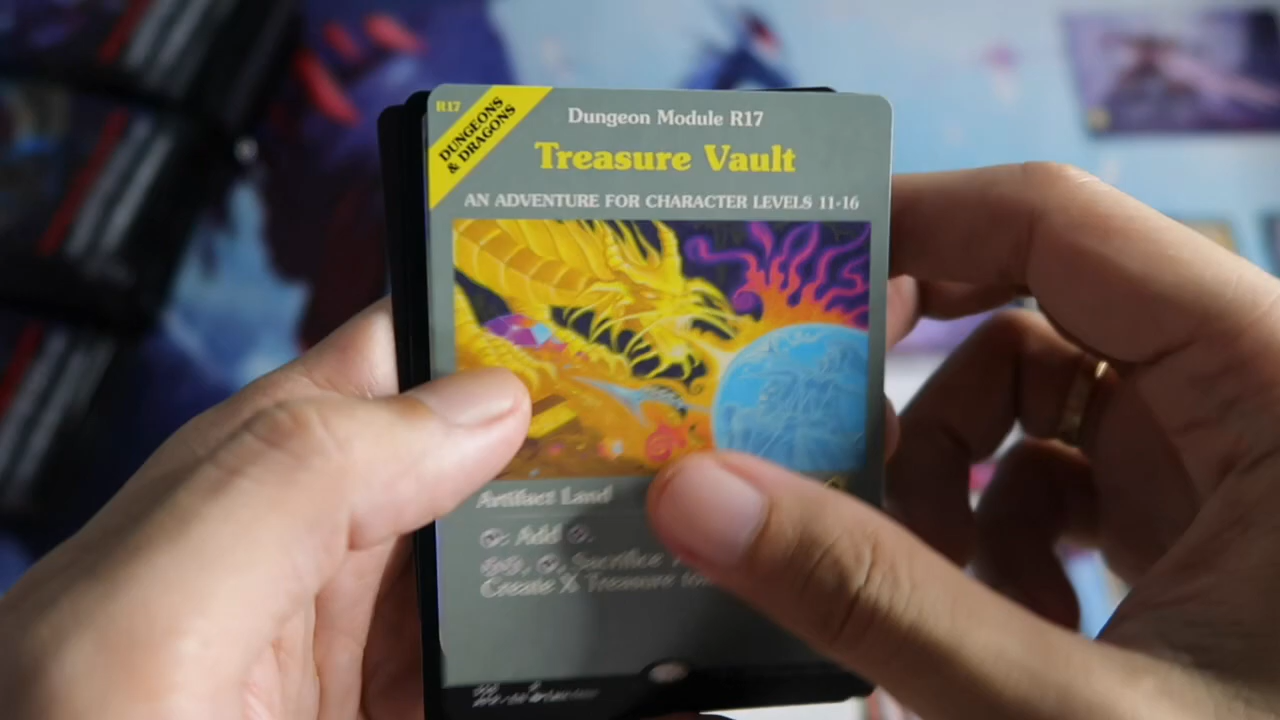 R17
DUNGEONS
& DRAGONS
Dungeon Module R17
Treasure Vault
AN ADVENTURE FOR CHARACTER LEVELS 11-16
Artifact Land
: Add
Sacrifice
Create X Treasure